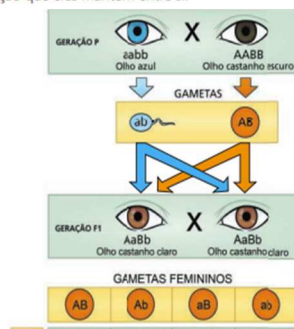 GERAÇÃO P
X
aabb
Olho azul
AABB
Olho castanho escuro
GAMETAS
ab
AB
GERAÇÃO F1
X
AaBb
Olho castanho claro
AaBb
Olho castanho claro
GAMETAS FEMININOS
AB
Ab
aB
ab